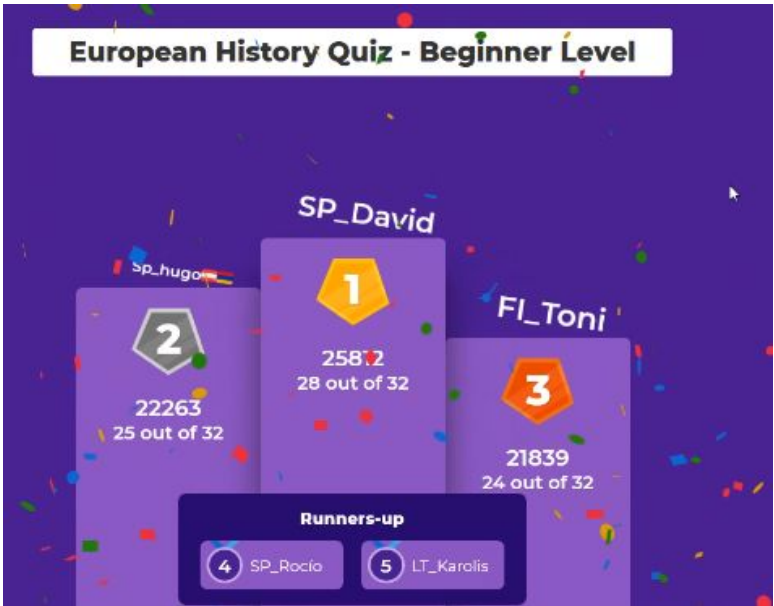 European History Quiz - Beginner Level
SP_David
Sp_hugo
FI_Toni
1
2
3
28 out of 32
22263
25 out of 32
21839
24 out of 32
Runners-up
4 SP_Rocío
5 LT_Karolis